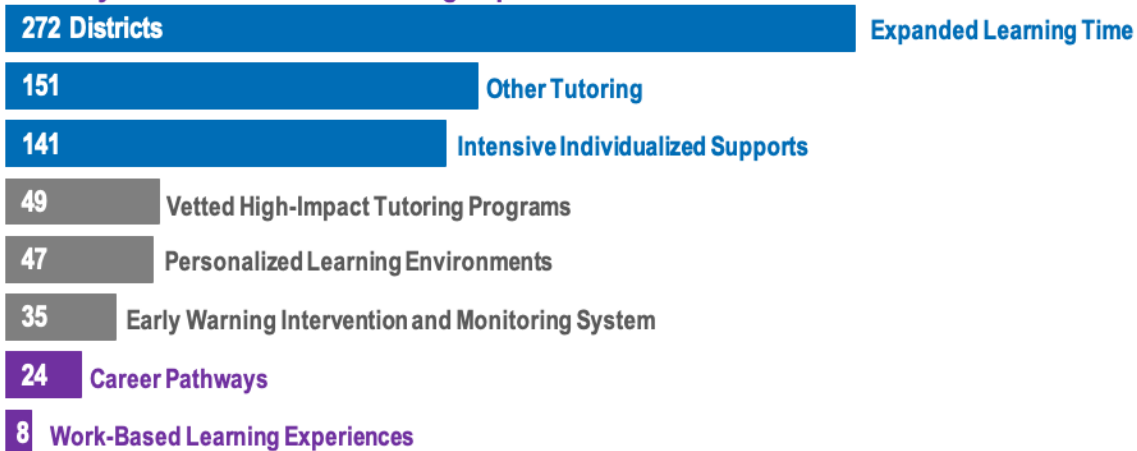 272 Districts
Expanded Learning Time
151
Other Tutoring
141
Intensive Individualized Supports
49
Vetted High-Impact Tutoring Programs
47
Personalized Learning Environments
35
Early Warning Intervention and Monitoring System
24
Career Pathways
8
Work-Based Learning Experiences